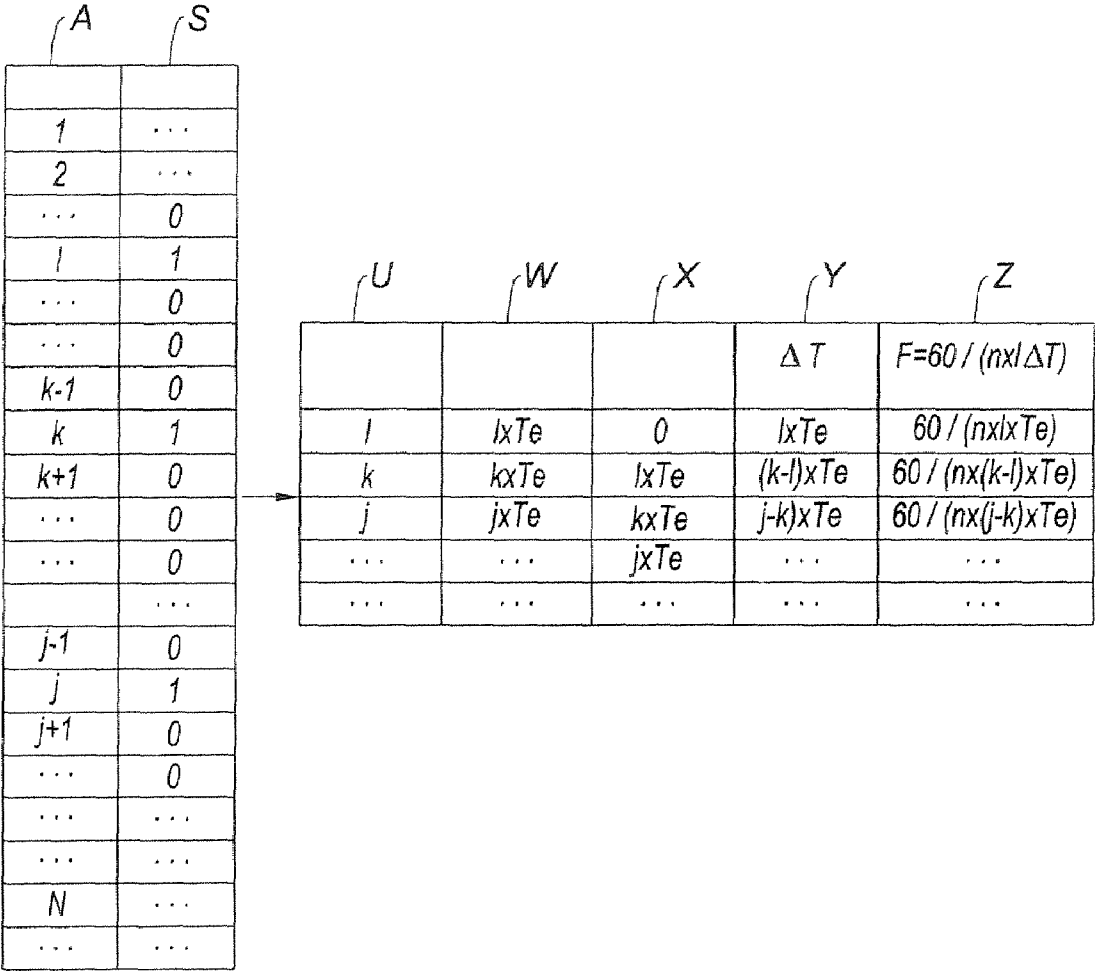 A S
1 ...
2 ...
... 0
l 1
... 0
... 0
k-1 0
k 1
k+1 0
... 0
... 0
...
j-1 0
j 1
j+1 0
... 0
... ...
... ...
N ...
... ...
U W X Y Z
Δ T F=60 / (nxlΔT)
l lxTe 0 lxTe 60 / (nxlxTe)
k kxTe lxTe (k-l)xTe 60 / (nx(k-l)xTe)
j jxTe kxTe j-k)xTe 60 / (nx(j-k)xTe)
... ... jxTe ... ...
... ... ... ... ...